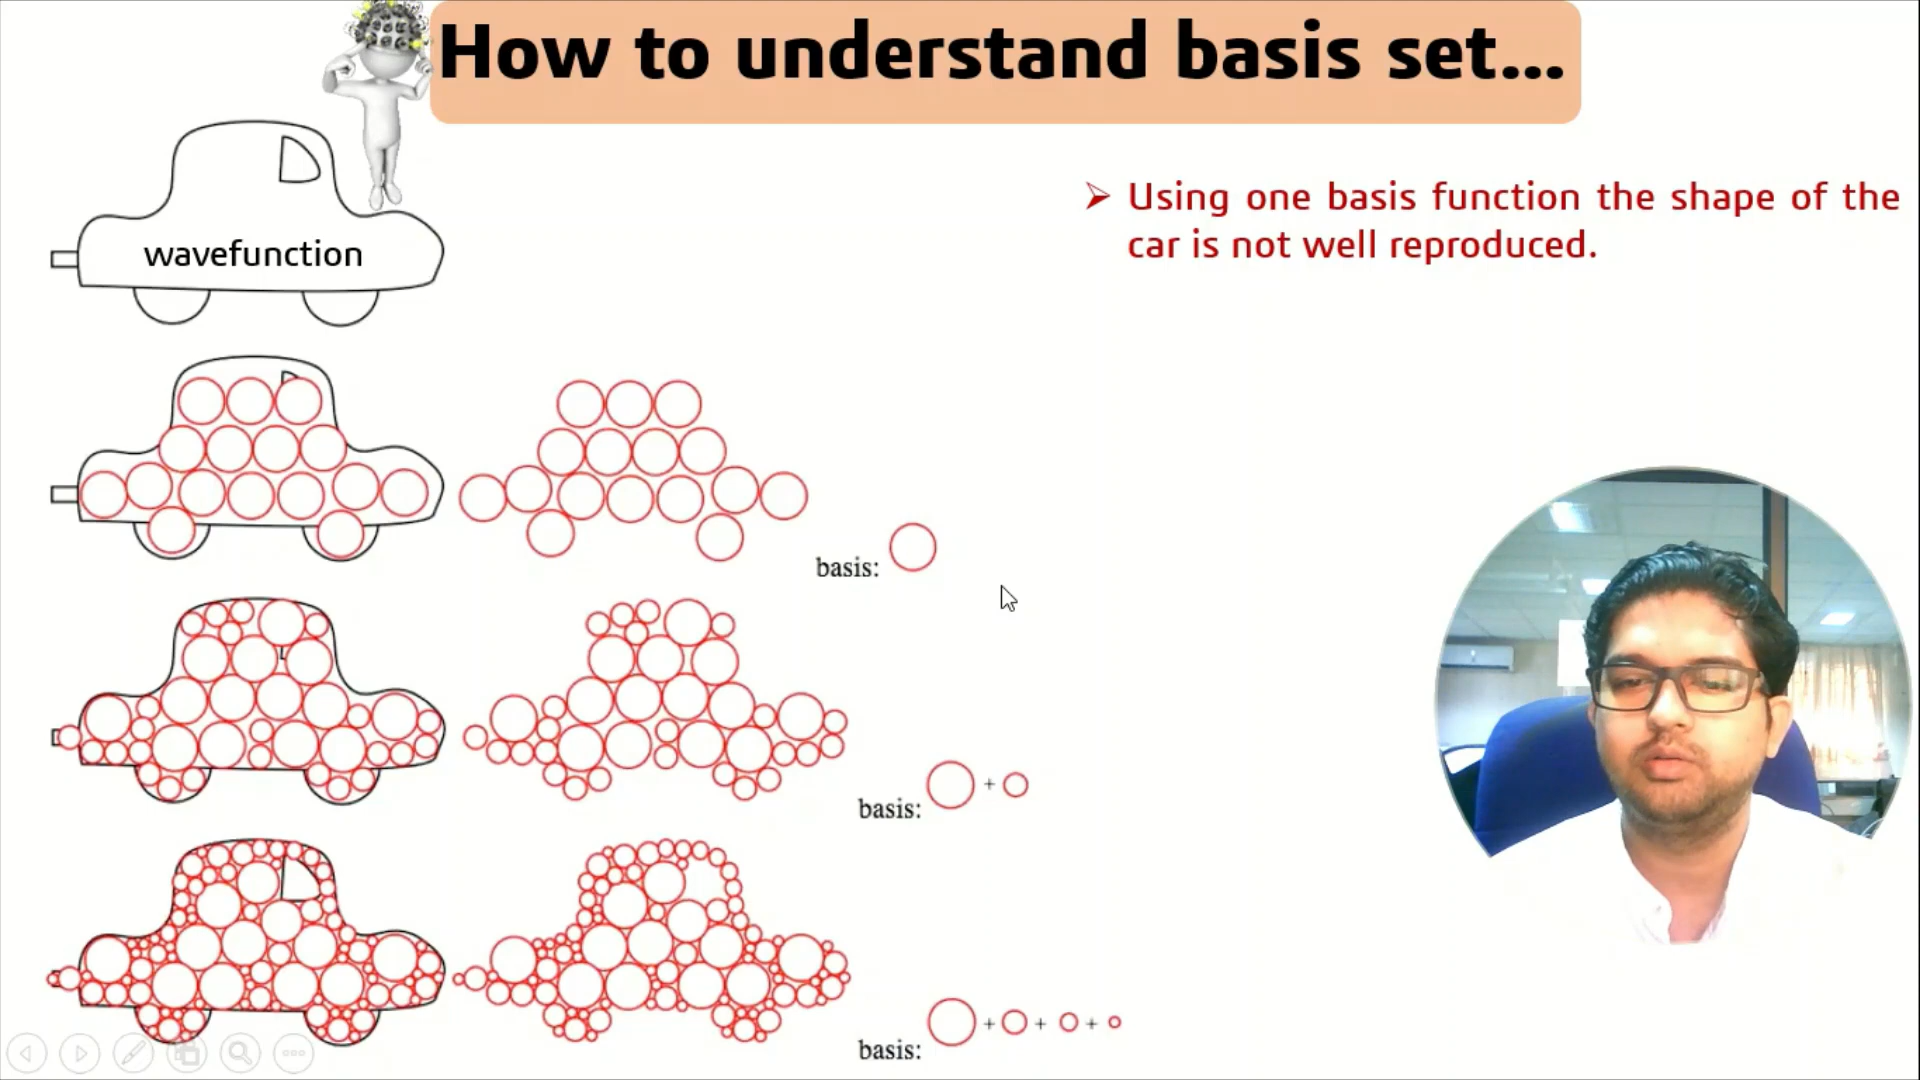 How to understand basis set...
wavefunction
➢ Using one basis function the shape of the
car is not well reproduced.
basis:
basis: +
basis: + + +